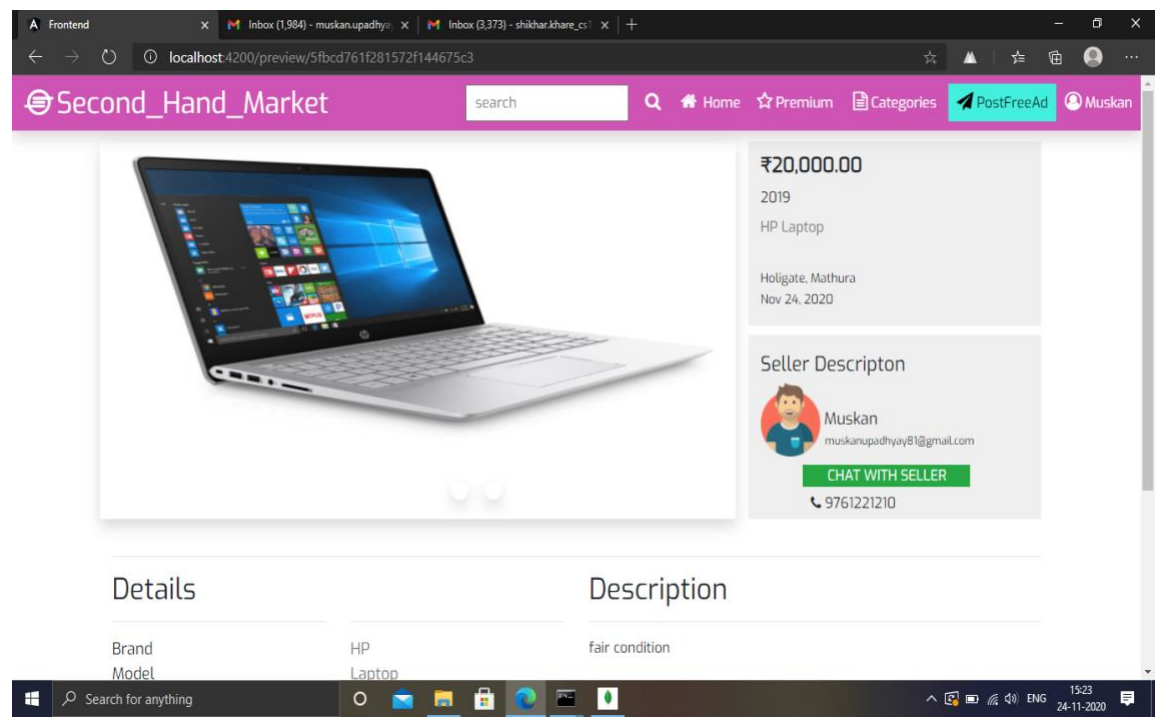 Frontend
Inbox (1,984) - muskan.upadhya
Inbox (3,373) - shikhar.khare_cs1
localhost:4200/preview/5fbcd761f281572f144675c3
Second_Hand_Market
search
Home
Premium
Categories
PostFreeAd
Muskan
₹20,000.00
2019
HP Laptop
Holigate, Mathura
Nov 24, 2020
Seller Descripton
Muskan
muskanupadhyay81@gmail.com
CHAT WITH SELLER
9761221210
Details
Description
Brand HP
fair condition
Model Laptop
Search for anything
ENG
15:23
24-11-2020